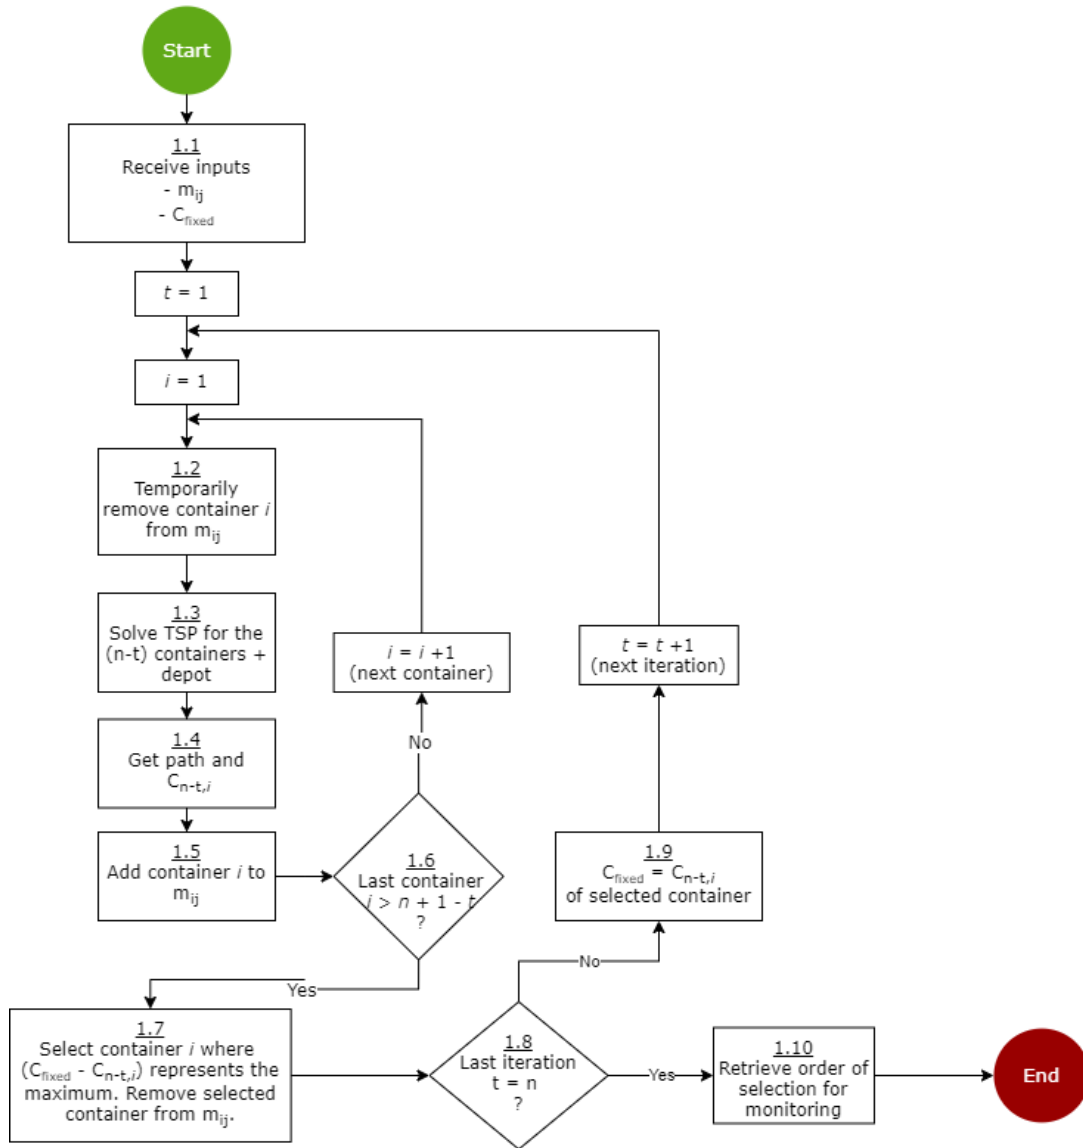 Start
1.1
Receive inputs
- mij
- Cfixed
t = 1
i = 1
1.2
Temporarily
remove container i
from mij
1.3
Solve TSP for the
(n-t) containers +
depot
i = i +1
(next container)
t = t +1
(next iteration)
1.4
Get path and
Cn-t,i
No
1.5
Add container i to
mij
1.6
Last container
i > n + 1 - t
?
1.9
Cfixed = Cn-t,i
of selected container
Yes
No
1.7
Select container i where
(Cfixed - Cn-t,i) represents the
maximum. Remove selected
container from mij.
1.8
Last iteration
t = n
?
Yes
1.10
Retrieve order of
selection for
monitoring
End